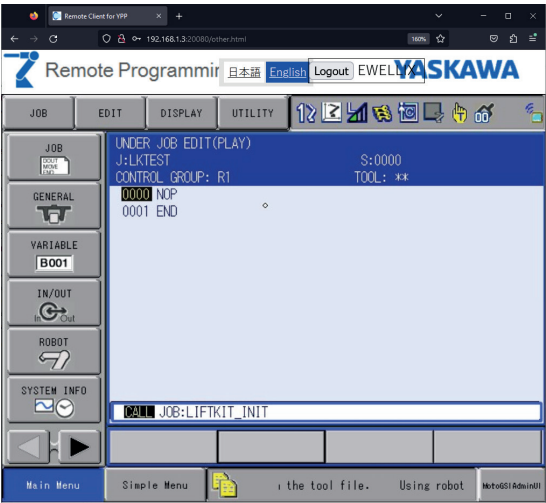 Remote Client for YPP
192.168.1.3:20080/other.html
160%
Remote Programmin
日本語 English Logout EWELLIX
YASKAWA
JOB EDIT DISPLAY UTILITY
JOB
DOUT
MOVE
END
GENERAL
VARIABLE
B001
IN/OUT
In Out
ROBOT
SYSTEM INFO
UNDER JOB EDIT(PLAY)
J:LKTEST S:0000
CONTROL GROUP: R1 TOOL: **
0000 NOP
0001 END
CALL JOB:LIFTKIT_INIT
Main Menu Simple Menu the tool file. Using robot MotoGSIAdminUI